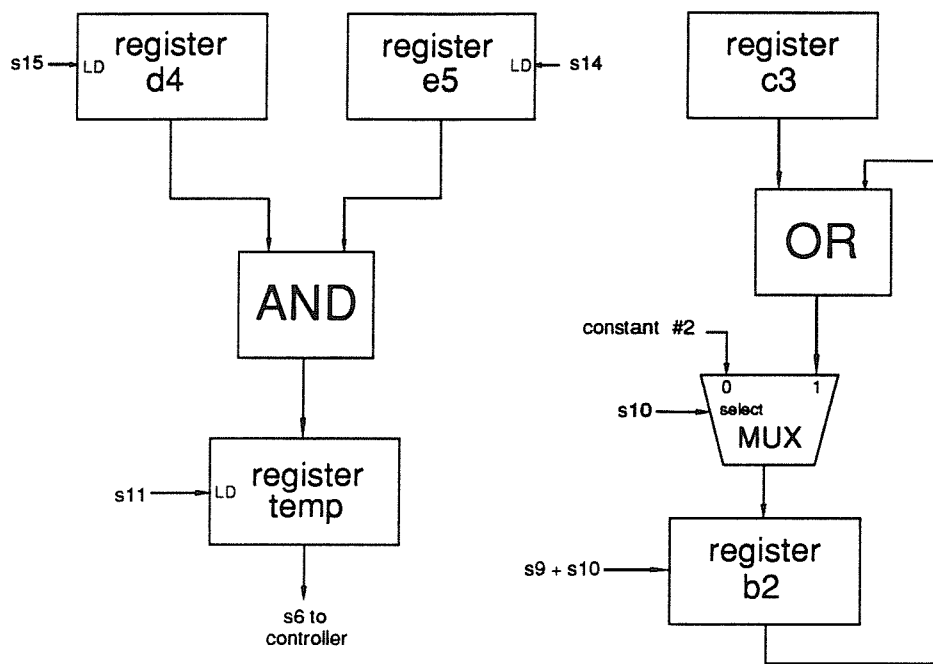 register
d4
s15
LD
register
e5
LD
s14
register
c3
AND
OR
constant #2
0
1
s10
select
MUX
s11
LD
register
temp
s9 + s10
register
b2
s6 to
controller